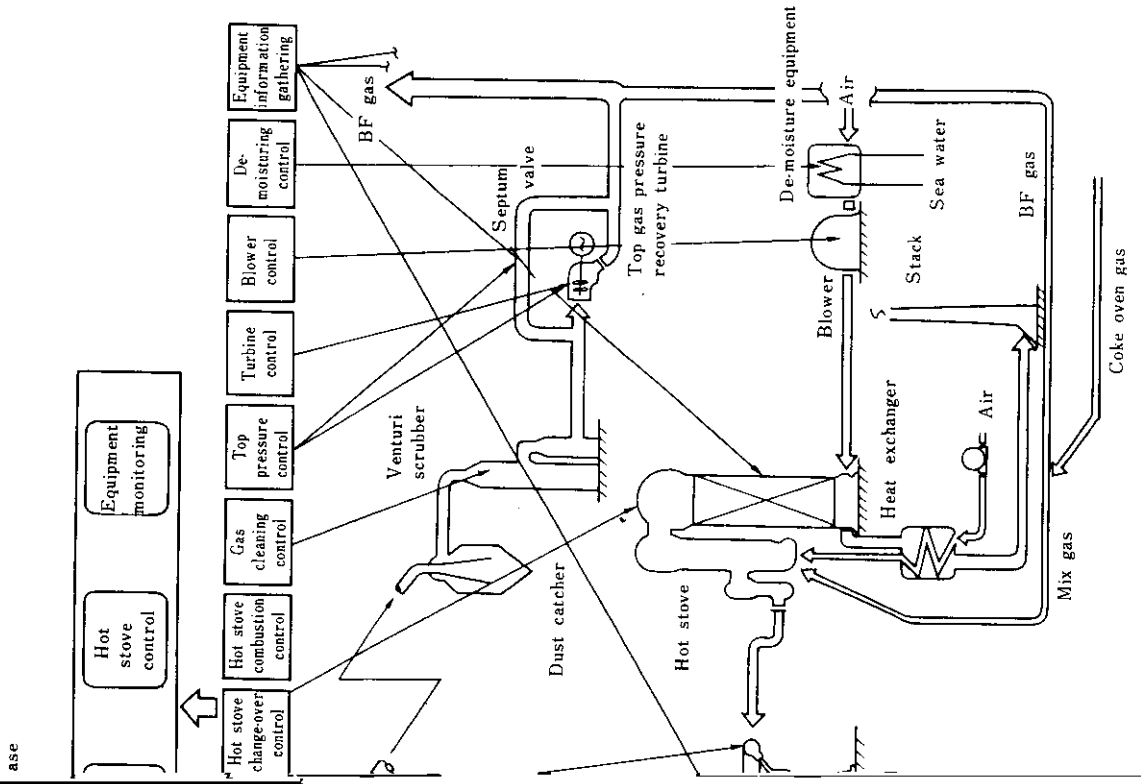 ase
Hot
stove
control
Equipment
monitoring
Hot stove
change-over
control
Hot stove
combustion
control
Gas
cleaning
control
Top
pressure
control
Turbine
control
Blower
control
De-
moisturing
control
Equipment
information
gathering
BF gas
Venturi
scrubber
Septum
valve
Dust catcher
Top gas pressure
recovery turbine
Hot stove
De-moisture equipment
Air
Blower
Sea water
Heat exchanger
Stack
Air
BF gas
Mix gas
Coke oven gas